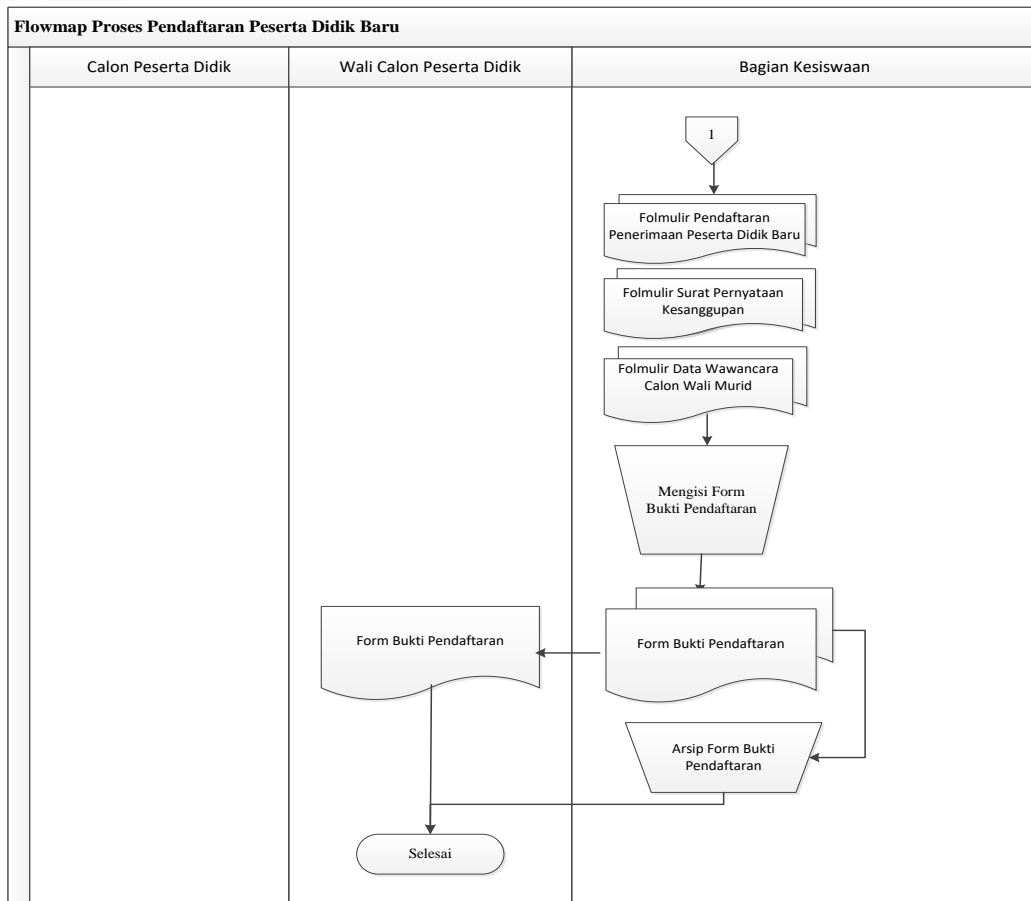 Flowmap Proses Pendaftaran Peserta Didik Baru
Calon Peserta Didik
Wali Calon Peserta Didik
Bagian Kesiswaan
1
Folmulir Pendaftaran
Penerimaan Peserta Didik Baru
Folmulir Surat Pernyataan
Kesanggupan
Folmulir Data Wawancara
Calon Wali Murid
Mengisi Form
Bukti Pendaftaran
Form Bukti Pendaftaran
Form Bukti Pendaftaran
Arsip Form Bukti
Pendaftaran
Selesai